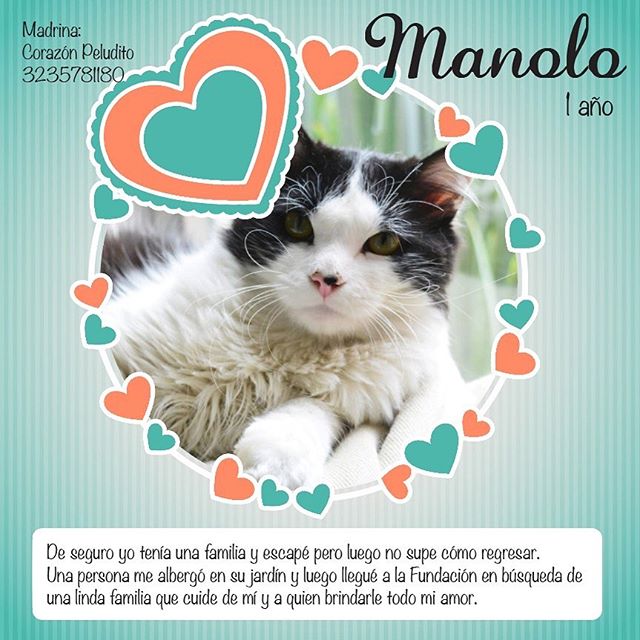 Madrina:
Corazón Peludito
3235781180
Manolo
1 año
De seguro yo tenía una familia y escapé pero luego no supe cómo regresar.
Una persona me albergó en su jardín y luego llegué a la Fundación en búsqueda de
una linda familia que cuide de mí y a quien brindarle todo mi amor.